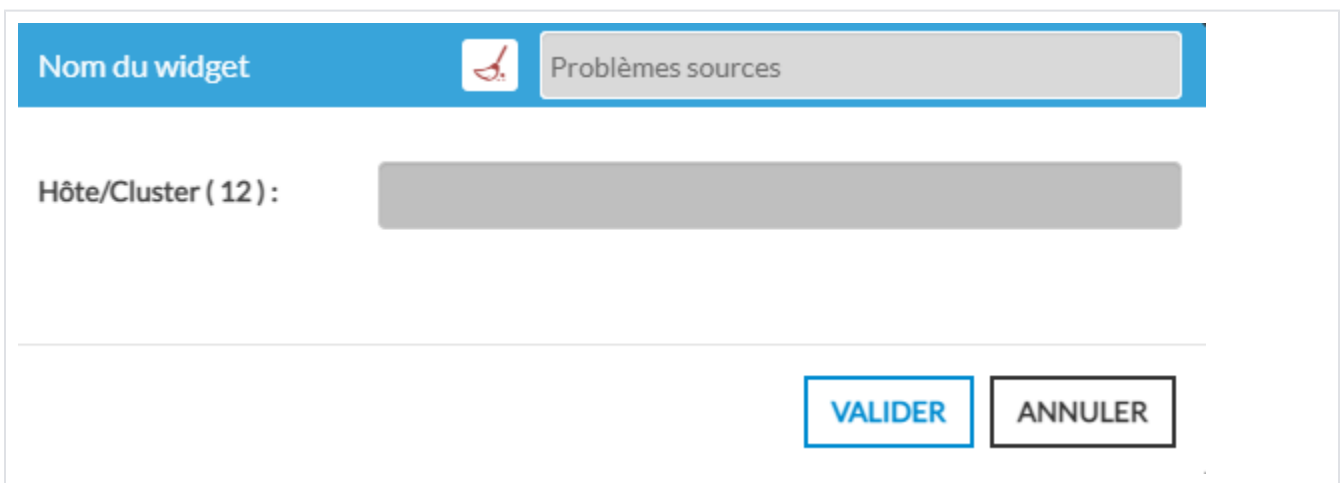 Nom du widget
Problèmes sources
Hôte/Cluster ( 12 ) :
VALIDER
ANNULER